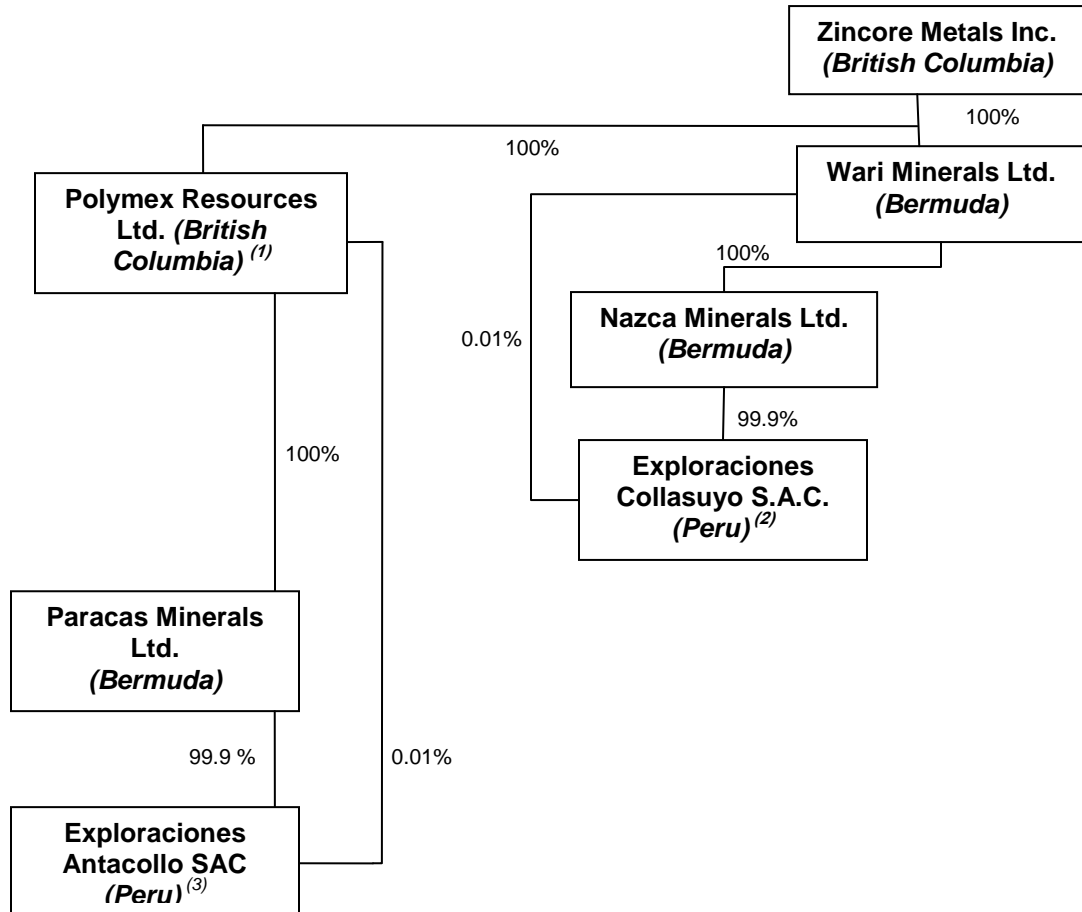 Zincore Metals Inc.
(British Columbia)
100%
100%
Polymex Resources
Ltd. (British
Columbia) (1)
Wari Minerals Ltd.
(Bermuda)
100%
0.01%
Nazca Minerals Ltd.
(Bermuda)
99.9%
Exploraciones
Collasuyo S.A.C.
(Peru) (2)
100%
Paracas Minerals
Ltd.
(Bermuda)
99.9 %
0.01%
Exploraciones
Antacollo SAC
(Peru) (3)